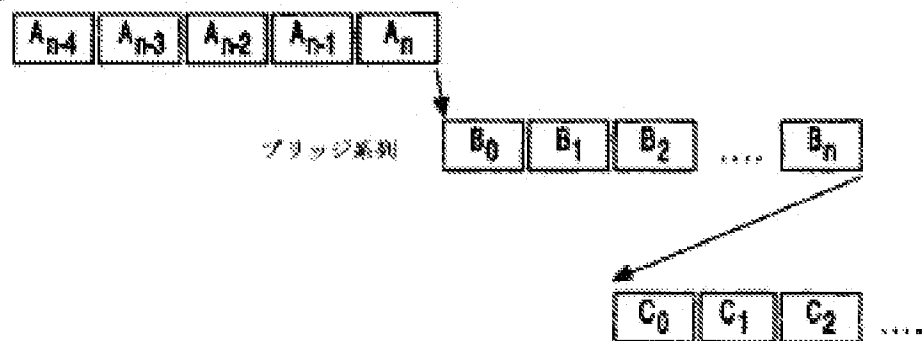 Aₙ₋₄ Aₙ₋₃ Aₙ₋₂ Aₙ₋₁ Aₙ
ブリッジ系列 B₀ B₁ B₂ .... Bₙ
C₀ C₁ C₂ ....